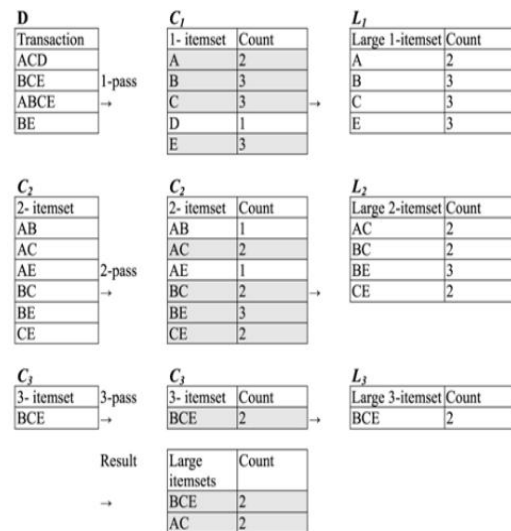 D C1 L1
Transaction 1- itemset Count Large 1-itemset Count
ACD A 2 A 2
BCE 1-pass B 3 B 3
ABCE → C 3 → C 3
BE D 1 E 3
E 3
C2 C2 L2
2- itemset 2- itemset Count Large 2-itemset Count
AB AB 1 AC 2
AC AC 2 BC 2
AE 2-pass AE 1 BE 3
BC → BC 2 → CE 2
BE BE 3
CE CE 2
C3 C3 L3
3- itemset 3-pass 3- itemset Count Large 3-itemset Count
BCE → BCE 2 → BCE 2
Result Large Count
itemsets
→ BCE 2
AC 2